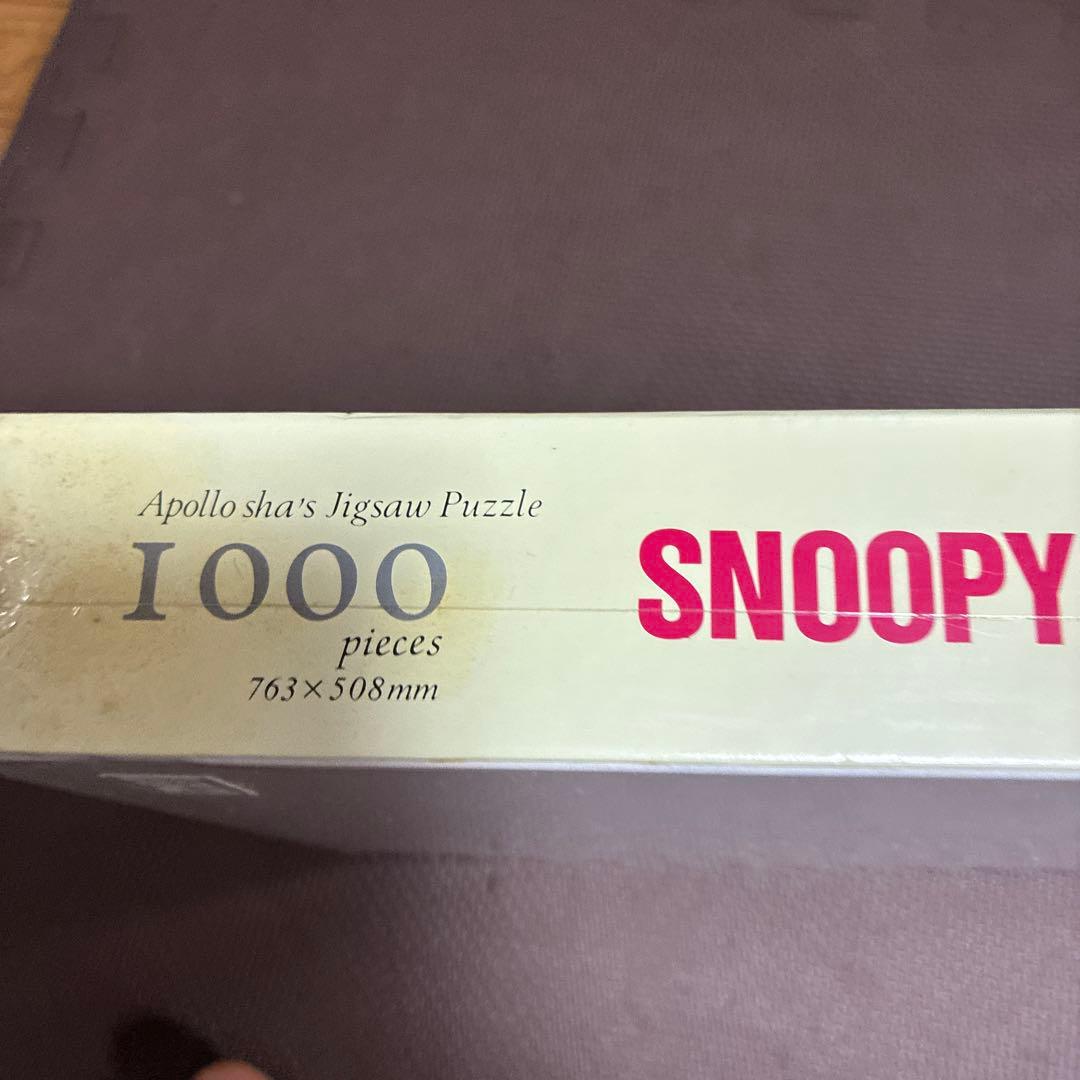 Apollo sha's Jigsaw Puzzle
1000
pieces
763×508mm
SNOOPY